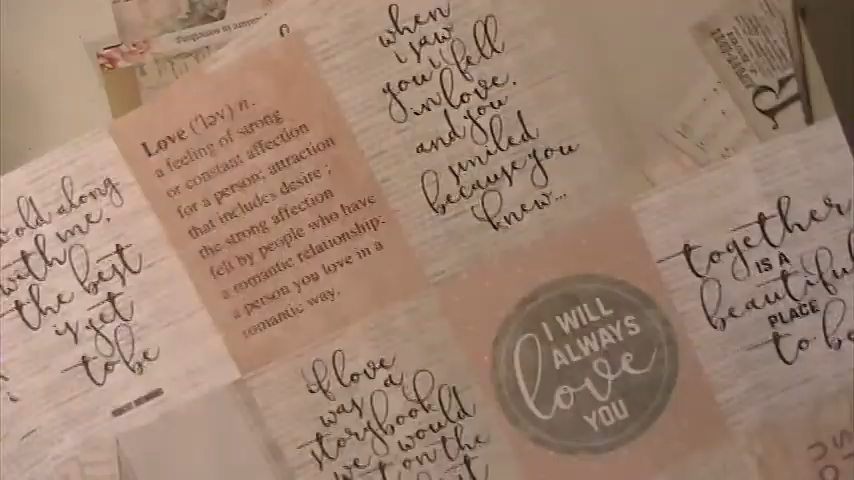 when
i saw
you i fell
in love.
and you
smiled
because you
knew...
Love ('ləv) n.
a feeling of strong
or constant affection
for a person; attraction
that includes desire ;
the strong affection
felt by people who have
a romantic relationship;
a person you love in a
romantic way.
old along
with me.
the best
is yet
to be
together
IS A
beautiful
PLACE
to be
I WILL
ALWAYS
love
YOU
if love
was a
storybook
we would
on the